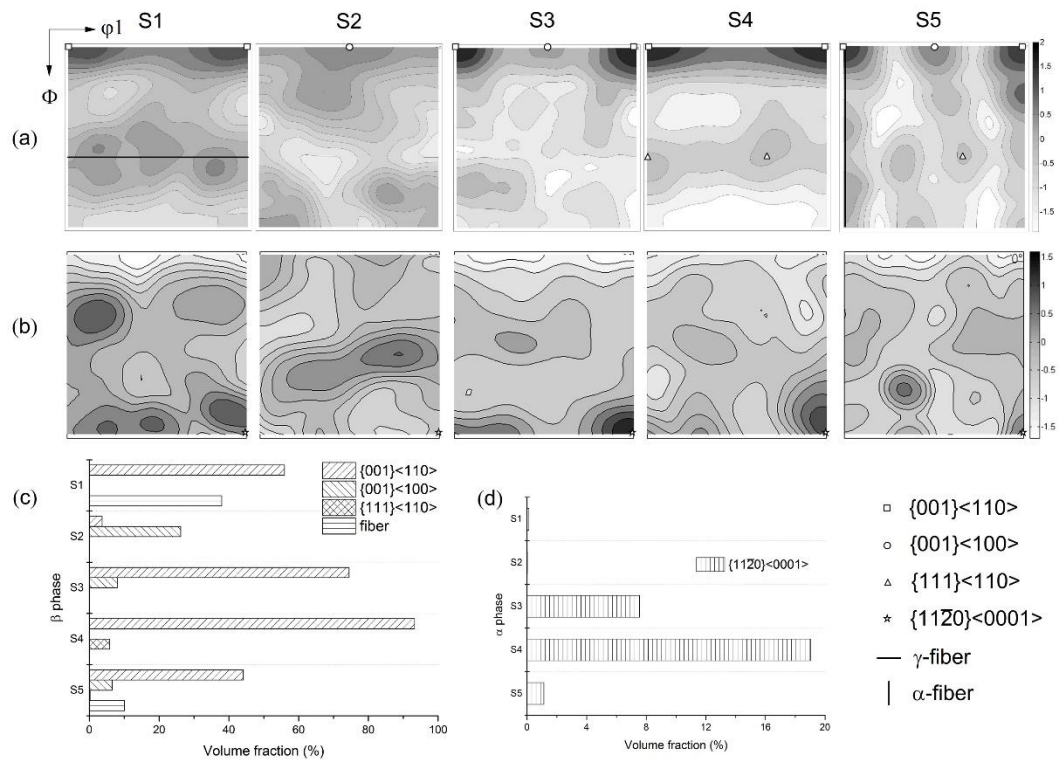 S1 S2 S3 S4 S5
φ1
Φ
(a)
2
1.5
1
0.5
0
-0.5
-1
-1.5
(b)
1.5
1
0.5
0
-0.5
-1
-1.5
(c)
{001}<110>
{001}<100>
{111}<110>
fiber
β phase
S1
S2
S3
S4
S5
0 20 40 60 80 100
Volume fraction (%)
(d)
{112̅0}<0001>
α phase
S1
S2
S3
S4
S5
0 4 8 12 16 20
Volume fraction (%)
{001}<110>
{001}<100>
{111}<110>
{112̅0}<0001>
γ-fiber
α-fiber